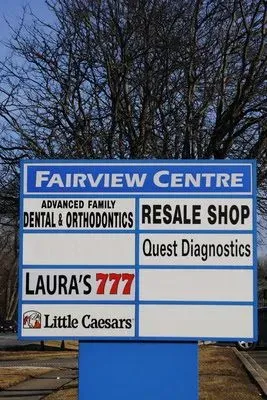 FAIRVIEW CENTRE
ADVANCED FAMILY
DENTAL & ORTHODONTICS
RESALE SHOP
Quest Diagnostics
LAURA'S 777
Little Caesars